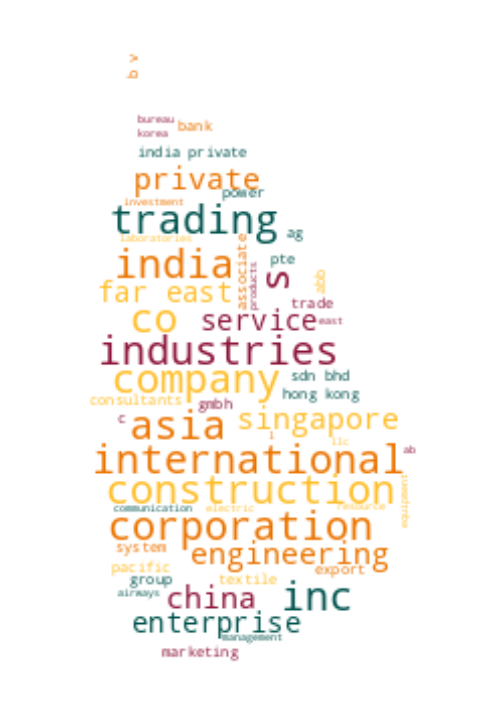 b v
bureau
korea bank
india private
private
power
investment
trading
ag
laboratories
associate
india
pte
products
s
abb
far east
trade
co service east
industries
company sdn bhd
hong kong
consultants gmbh
c asia singapore
l llc
international ab
construction
equipment
communication electric resource
corporation
system engineering
pacific export
group textile
airways china inc
enterprise
management
marketing